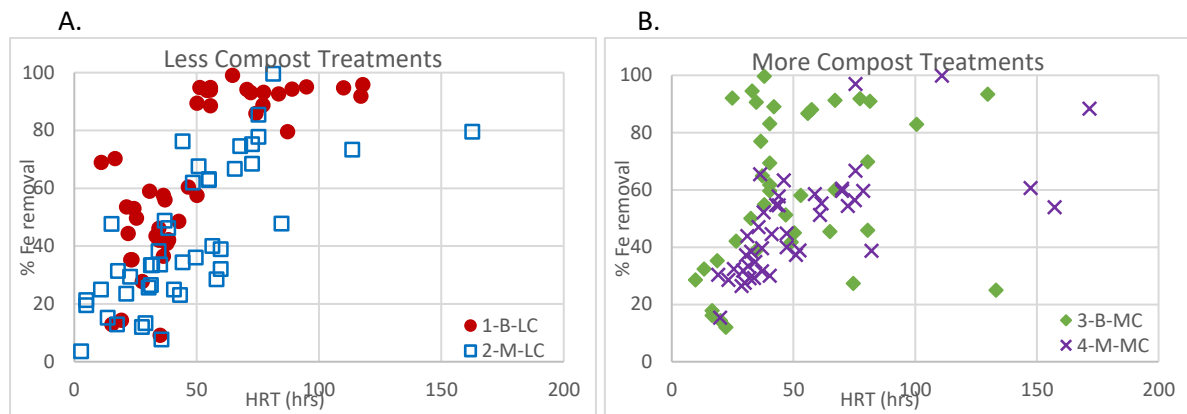 A.
B.
Less Compost Treatments
100
80
60
40
20
0
% Fe removal
0 50 100 150 200
HRT (hrs)
1-B-LC
2-M-LC
More Compost Treatments
100
80
60
40
20
0
% Fe removal
0 50 100 150 200
HRT (hrs)
3-B-MC
4-M-MC